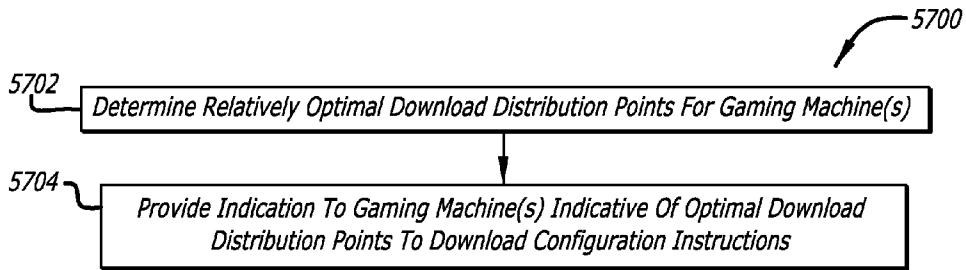 5700
5702
Determine Relatively Optimal Download Distribution Points For Gaming Machine(s)
5704
Provide Indication To Gaming Machine(s) Indicative Of Optimal Download
Distribution Points To Download Configuration Instructions